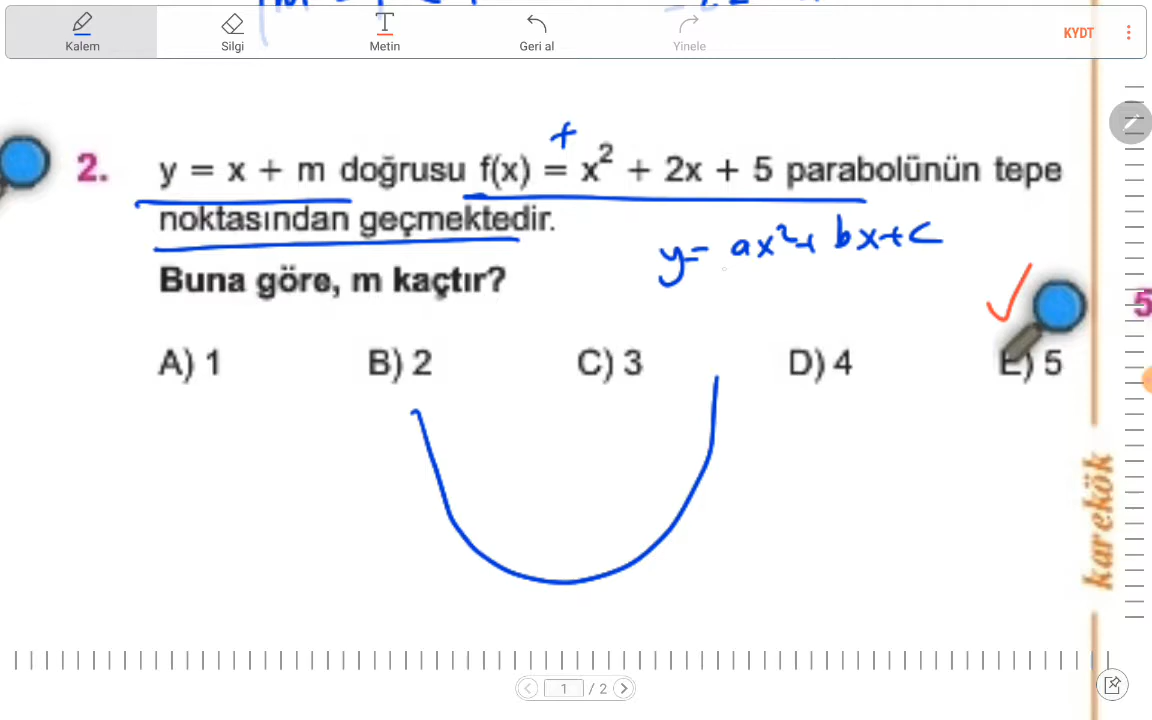 Kalem
Silgi
Metin
Geri al
Yinele
KYDT
+
2. y = x + m doğrusu f(x) = x² + 2x + 5 parabolünün tepe
noktasından geçmektedir.
y= ax²+ bx+c
Buna göre, m kaçtır?
5
A) 1 B) 2 C) 3 D) 4 E) 5
karekök
1 / 2